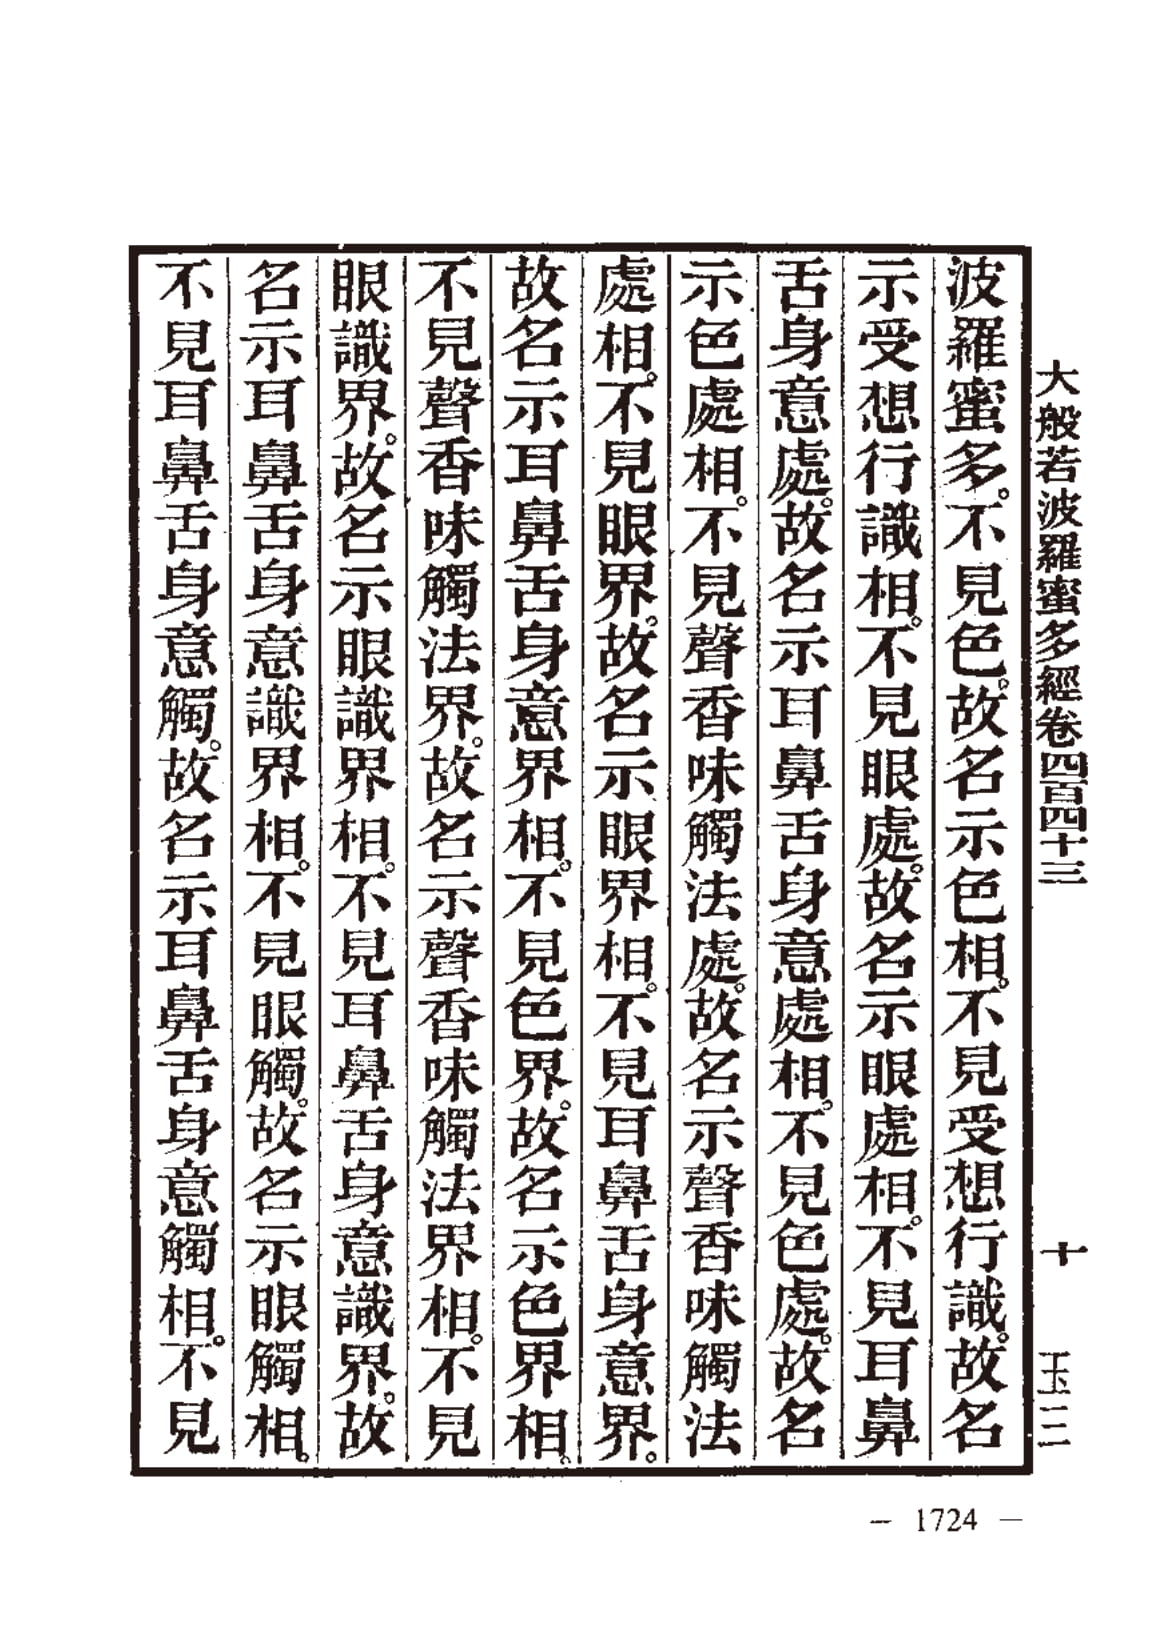 大般若波羅蜜多經卷四百四十三 十 玉三
波羅蜜多。不見色。故名示色相。不見受想行識。故名
示受想行識相。不見眼處。故名示眼處相。不見耳鼻
舌身意處。故名示耳鼻舌身意處相。不見色處。故名
示色處相。不見聲香味觸法處。故名示聲香味觸法
處相。不見眼界。故名示眼界相。不見耳鼻舌身意界。
故名示耳鼻舌身意界相。不見色界。故名示色界相。
不見聲香味觸法界。故名示聲香味觸法界相。不見
眼識界。故名示眼識界相。不見耳鼻舌身意識界。故
名示耳鼻舌身意識界相。不見眼觸。故名示眼觸相。
不見耳鼻舌身意觸。故名示耳鼻舌身意觸相。不見
— 1724 —